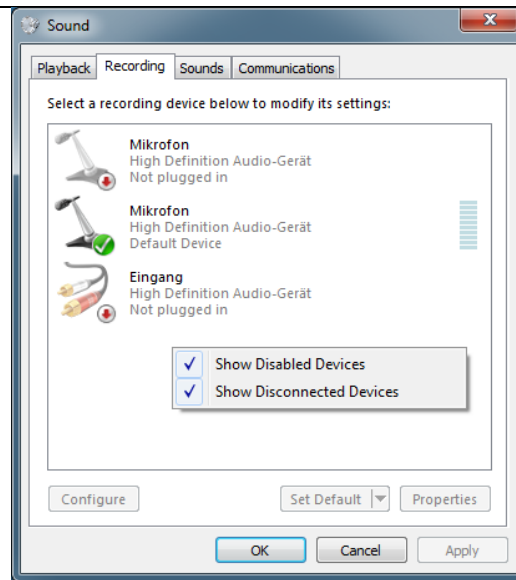 Sound
Playback Recording Sounds Communications
Select a recording device below to modify its settings:
Mikrofon
High Definition Audio-Gerät
Not plugged in
Mikrofon
High Definition Audio-Gerät
Default Device
Eingang
High Definition Audio-Gerät
Not plugged in
Show Disabled Devices
Show Disconnected Devices
Configure Set Default Properties
OK Cancel Apply